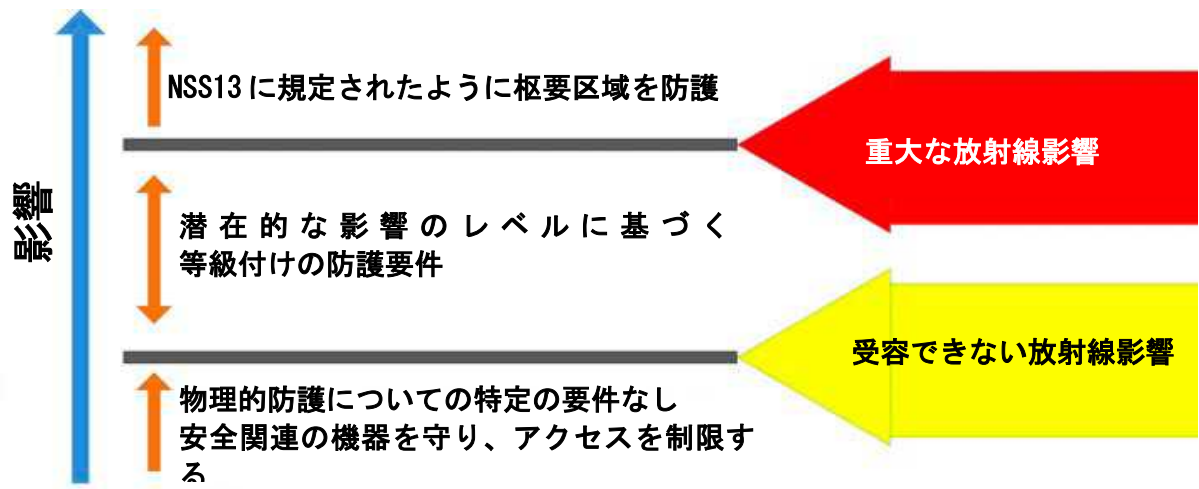 影響
NSS13に規定されたように枢要区域を防護
重大な放射線影響
潜在的な影響のレベルに基づく
等級付けの防護要件
受容できない放射線影響
物理的防護についての特定の要件なし
安全関連の機器を守り、アクセスを制限す
る